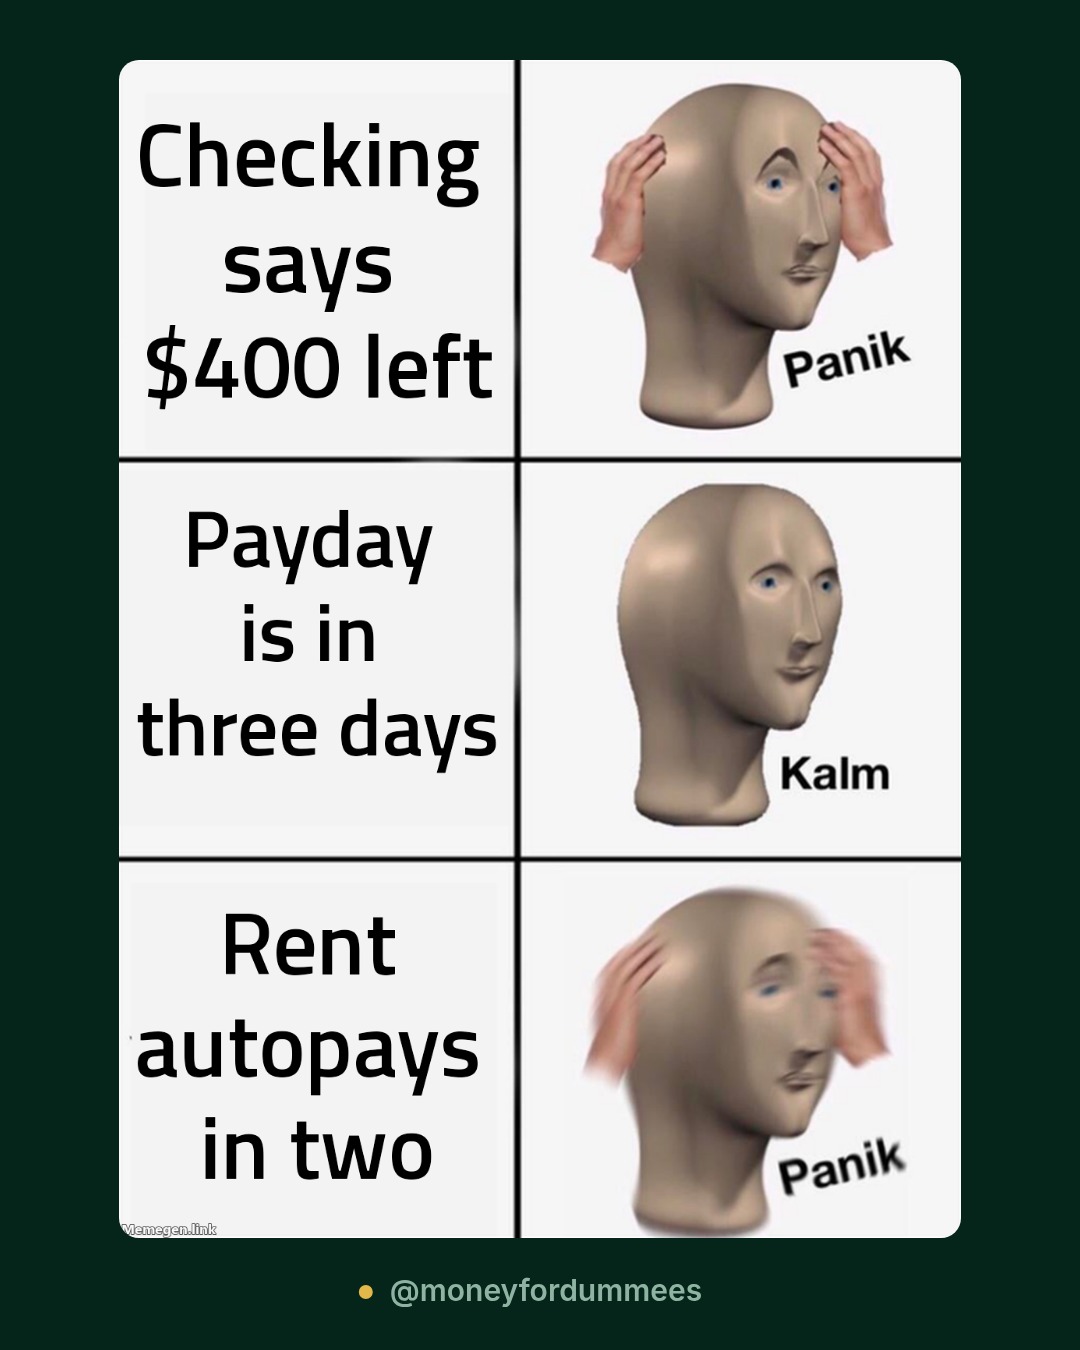 Checking
says
$400 left
Panik
Payday
is in
three days
Kalm
Rent
autopays
in two
Panik
Memegen.link
@moneyfordummees